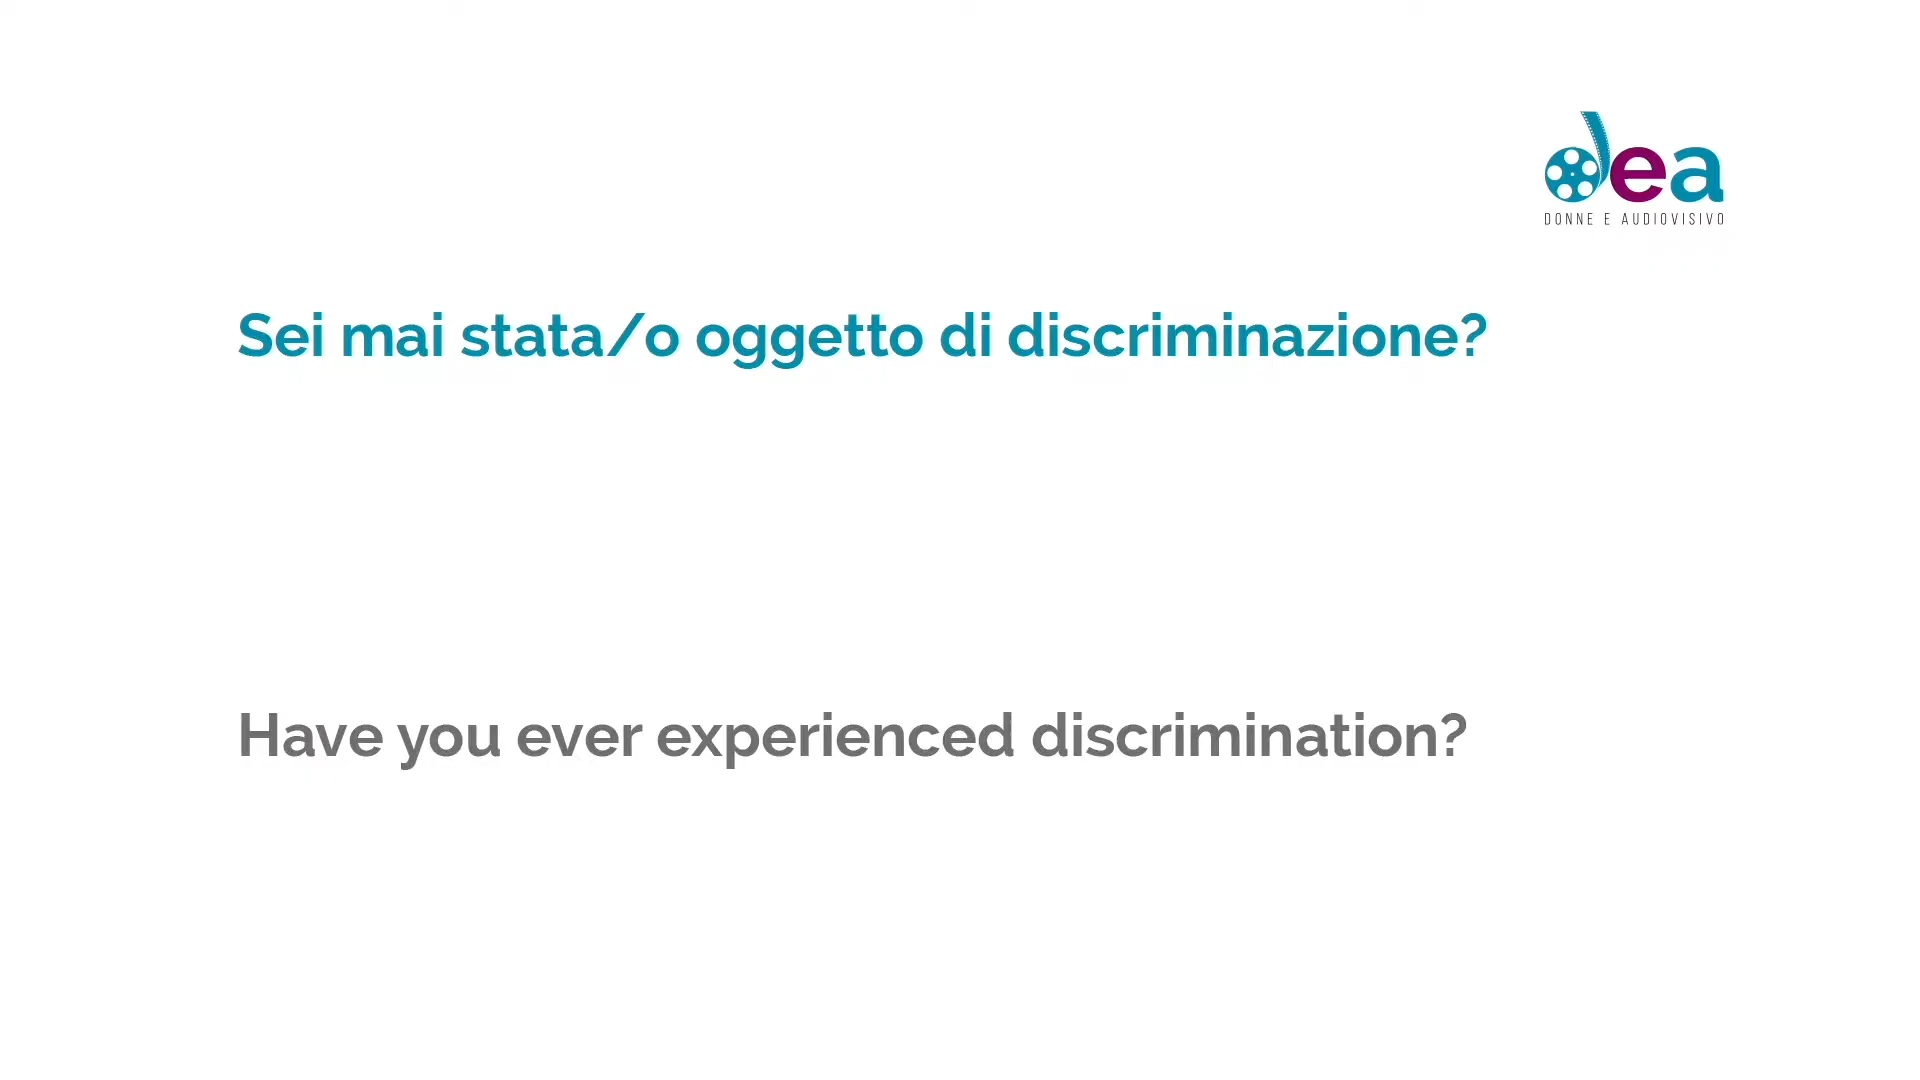 dea
DONNE E AUDIOVISIVO
Sei mai stata/o oggetto di discriminazione?
Have you ever experienced discrimination?